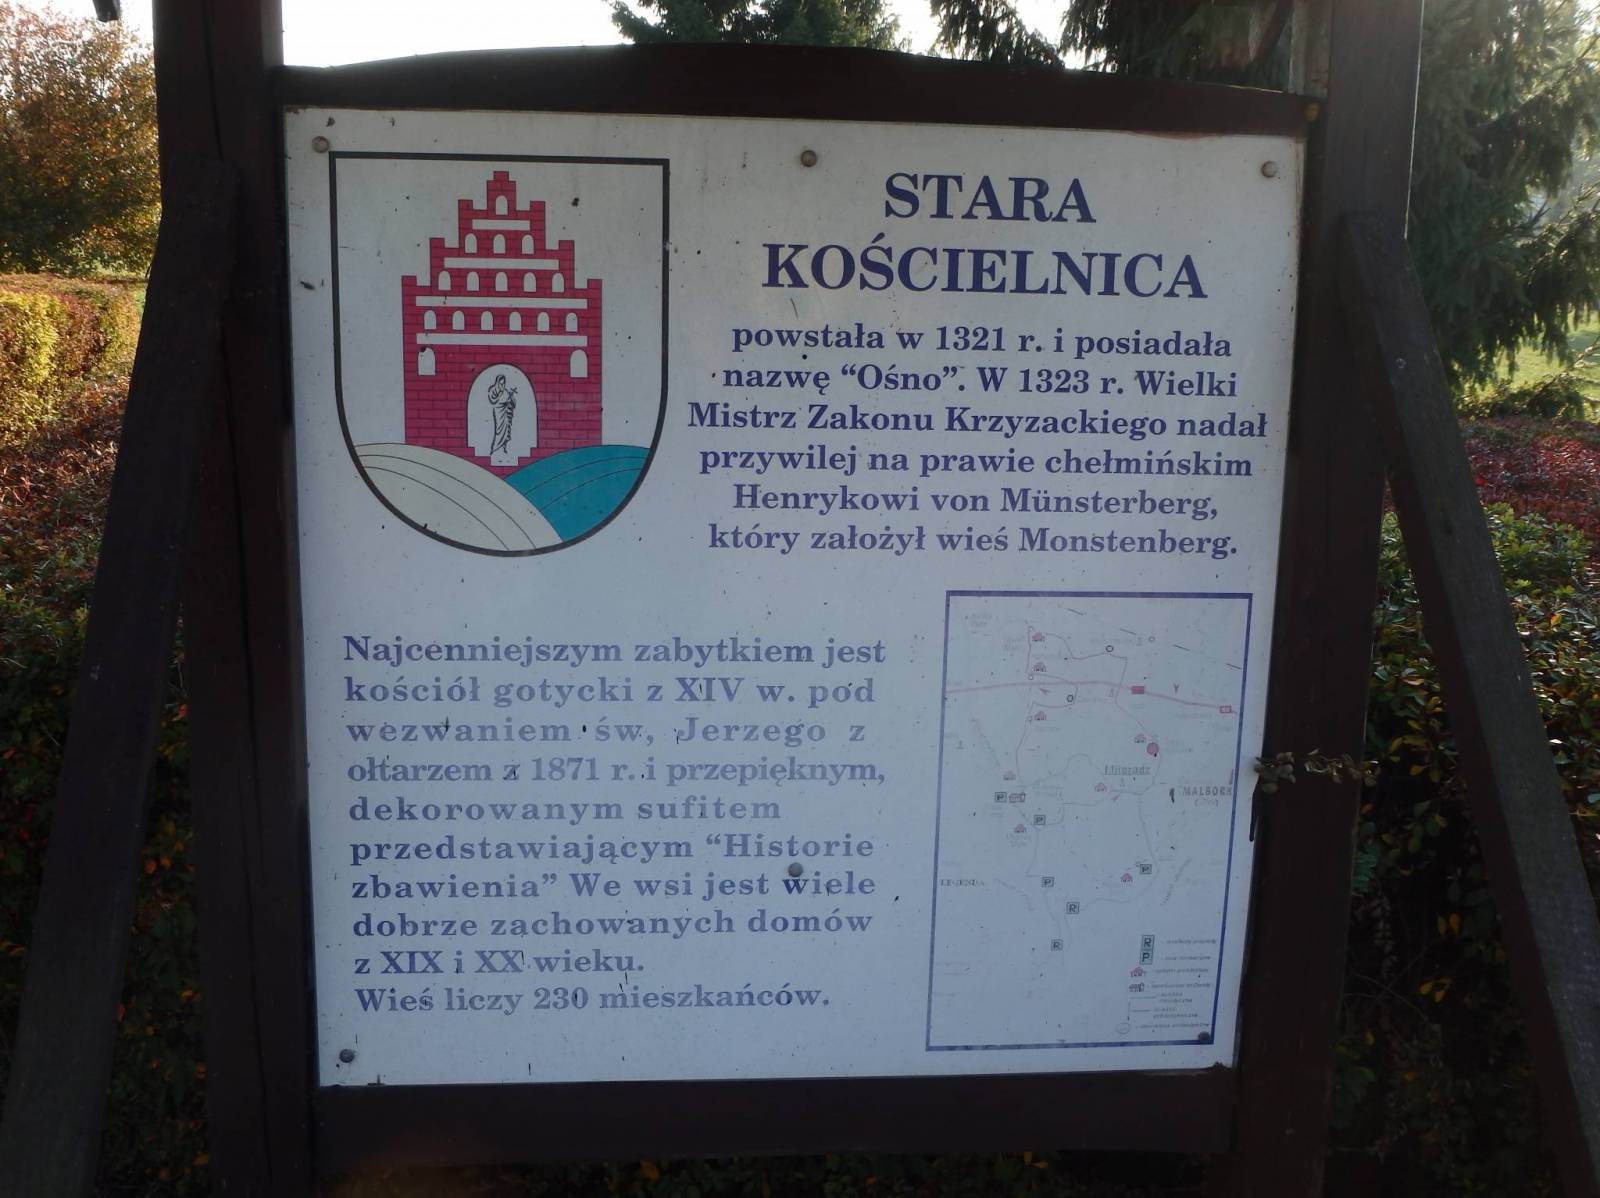 STARA
KOŚCIELNICA
powstała w 1321 r. i posiadała
nazwę “Ośno”. W 1323 r. Wielki
Mistrz Zakonu Krzyzackiego nadał
przywilej na prawie chełmińskim
Henrykowi von Münsterberg,
który założył wieś Monstenberg.
Najcenniejszym zabytkiem jest
kościół gotycki z XIV w. pod
wezwaniem św, Jerzego z
ołtarzem z 1871 r. i przepięknym,
dekorowanym sufitem
przedstawiającym “Historie
zbawienia” We wsi jest wiele
dobrze zachowanych domów
z XIX i XX wieku.
Wieś liczy 230 mieszkańców.
Miłoradz
MALBORK
P
P
LEGENDA
P
P
R
R
R
P